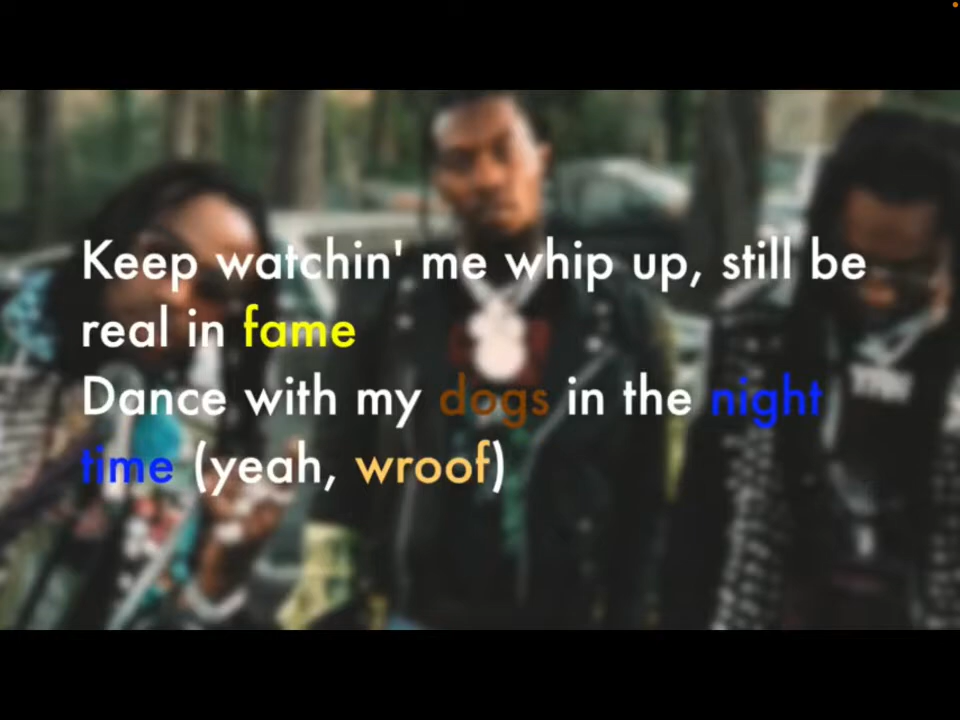 Keep watchin' me whip up, still be
real in fame
Dance with my dogs in the night
time (yeah, wroof)